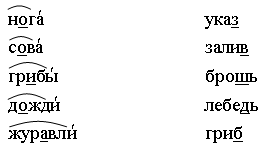 нога́ указ
сова́ залив
грибы́ брошь
дожди́ лебедь
журавли́ гриб